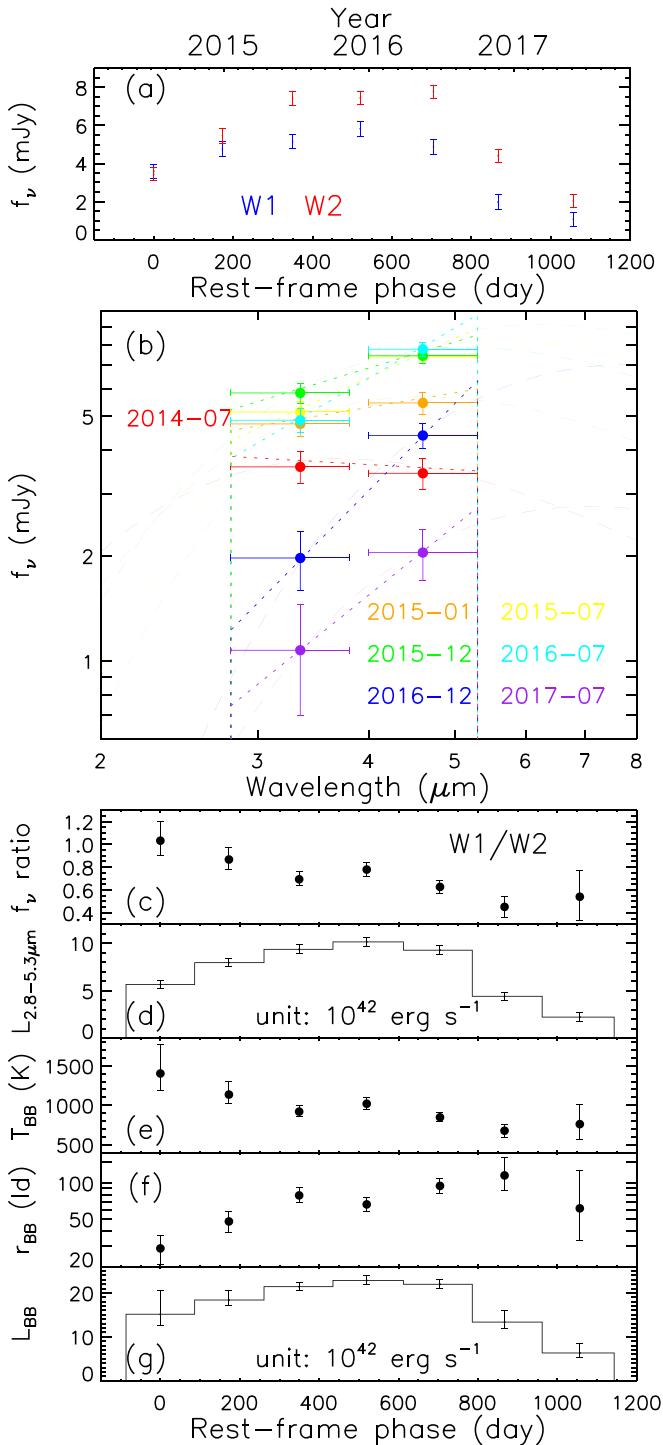 Year
2015 2016 2017
(a)
8
6
4
2
0
f_ν (mJy)
W1 W2
0 200 400 600 800 1000 1200
Rest−frame phase (day)
(b)
2014−07
5
2
1
f_ν (mJy)
2015−01 2015−07
2015−12 2016−07
2016−12 2017−07
2 3 4 5 6 7 8
Wavelength (μm)
1.2
1.0
0.8
0.6
0.4
f_ν ratio
W1/W2
(c)
10
5
0
L_2.8−5.3μm
(d) unit: 10^42 erg s^−1
1500
1000
500
T_BB (K)
(e)
100
50
20
r_BB (ld)
(f)
20
10
0
L_BB
(g) unit: 10^42 erg s^−1
0 200 400 600 800 1000 1200
Rest−frame phase (day)